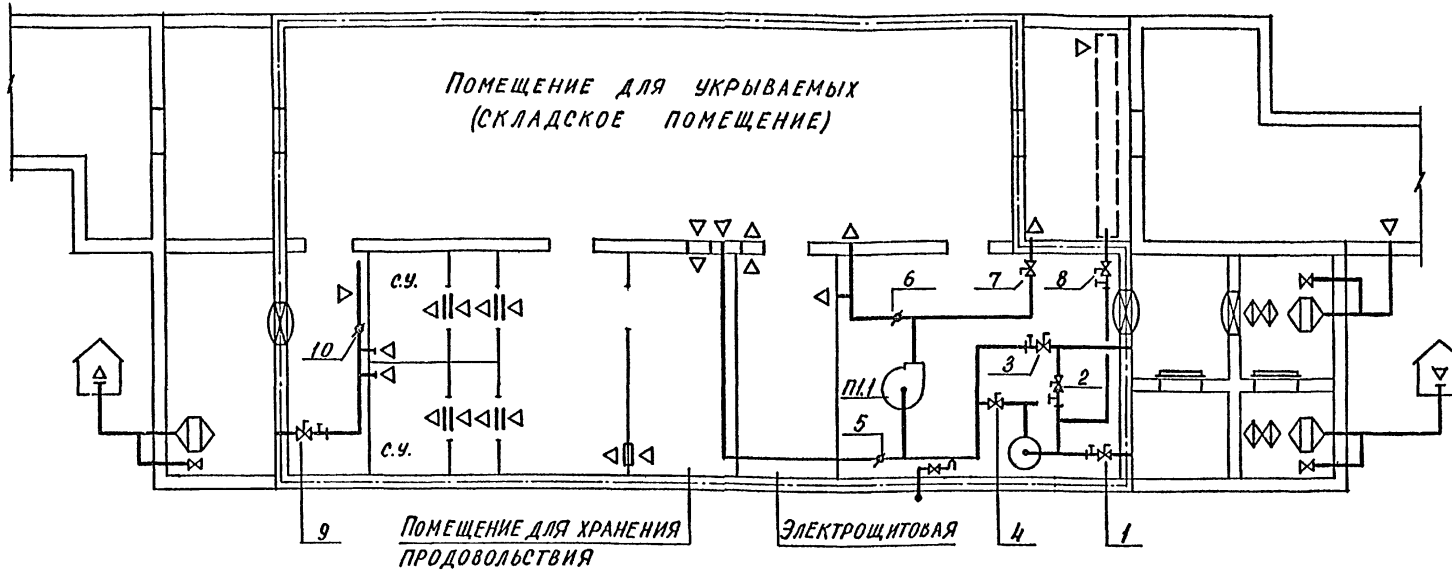 ПОМЕЩЕНИЕ ДЛЯ УКРЫВАЕМЫХ
(СКЛАДСКОЕ ПОМЕЩЕНИЕ)
С.У.
6
7
8
10
3
2
П1.1
5
С.У.
9
ПОМЕЩЕНИЕ ДЛЯ ХРАНЕНИЯ
ПРОДОВОЛЬСТВИЯ
ЭЛЕКТРОЩИТОВАЯ
4
1